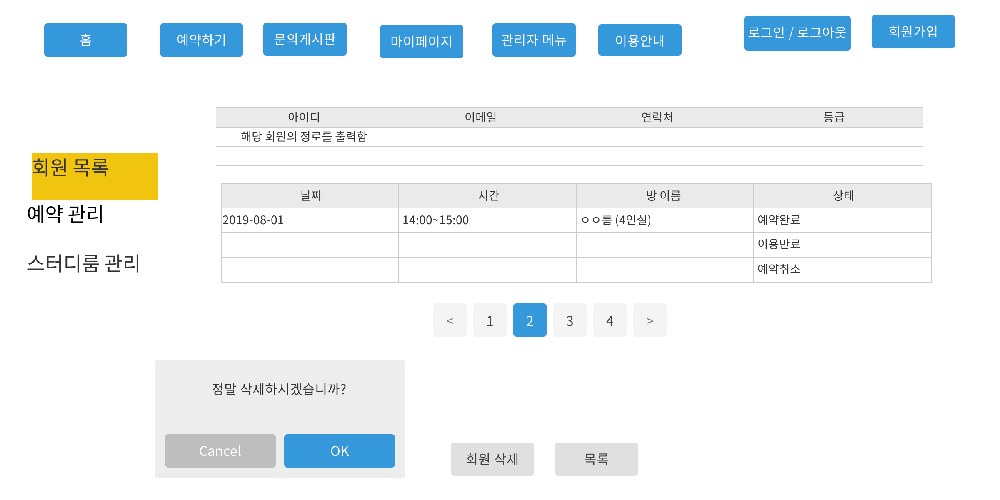 홈
예약하기
문의게시판
마이페이지
관리자 메뉴
이용안내
로그인 / 로그아웃
회원가입
아이디 이메일 연락처 등급
해당 회원의 정로를 출력함
회원 목록
예약 관리
스터디룸 관리
날짜 시간 방 이름 상태
2019-08-01 14:00~15:00 ㅇㅇ룸 (4인실) 예약완료
이용만료
예약취소
< 1 2 3 4 >
정말 삭제하시겠습니까?
Cancel OK
회원 삭제 목록